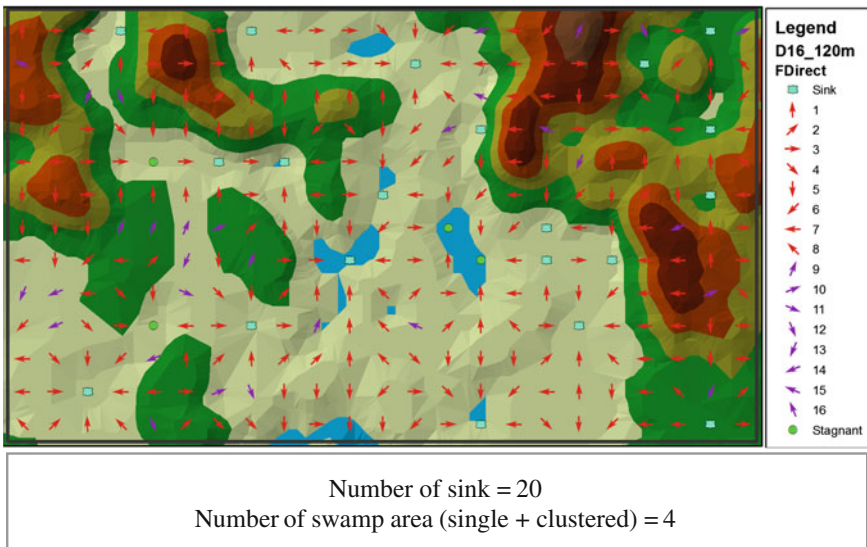 Legend
D16_120m
FDirect
Sink
1
2
3
4
5
6
7
8
9
10
11
12
13
14
15
16
Stagnant
Number of sink = 20
Number of swamp area (single + clustered) = 4